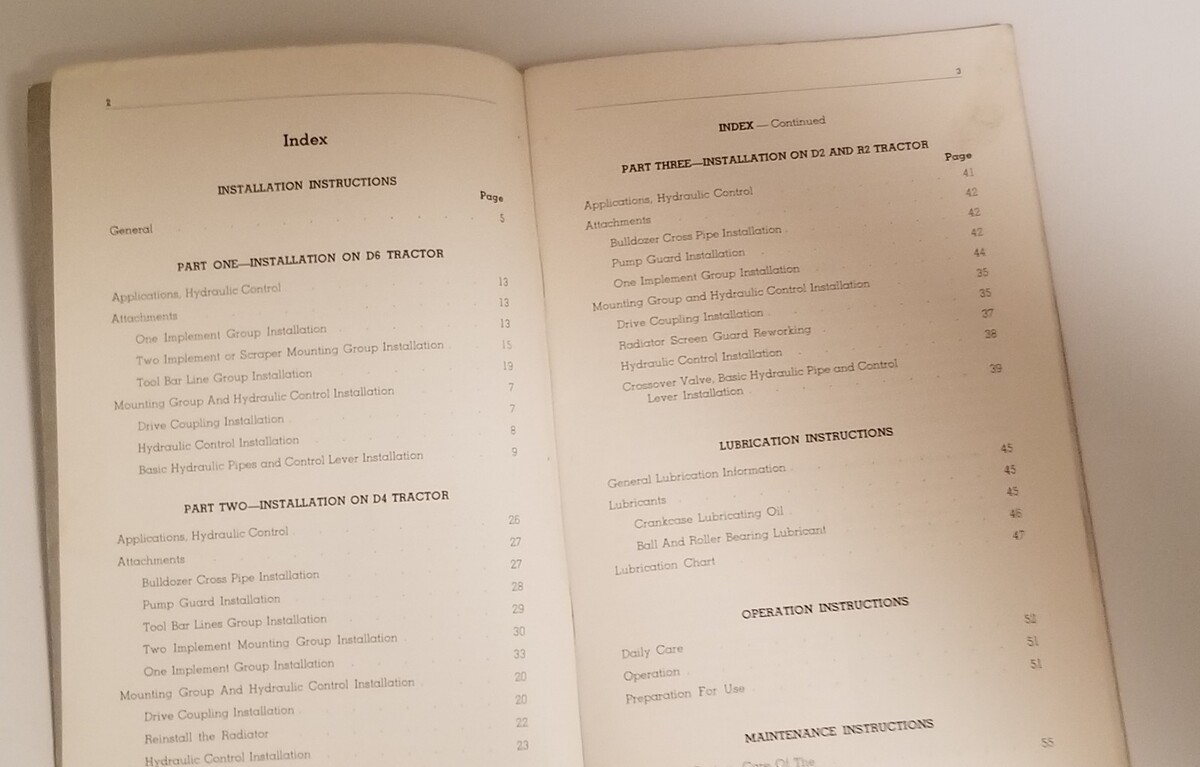 2
Index
INSTALLATION INSTRUCTIONS
Page
General 5
PART ONE—INSTALLATION ON D6 TRACTOR
Applications, Hydraulic Control 13
Attachments 13
One Implement Group Installation 13
Two Implement or Scraper Mounting Group Installation 15
Tool Bar Line Group Installation 19
Mounting Group And Hydraulic Control Installation 7
Drive Coupling Installation 7
Hydraulic Control Installation 8
Basic Hydraulic Pipes and Control Lever Installation 9
PART TWO—INSTALLATION ON D4 TRACTOR
Applications, Hydraulic Control 26
Attachments 27
Bulldozer Cross Pipe Installation 27
Pump Guard Installation 28
Tool Bar Lines Group Installation 29
Two Implement Mounting Group Installation 30
One Implement Group Installation 33
Mounting Group And Hydraulic Control Installation 20
Drive Coupling Installation 20
Reinstall the Radiator 22
Hydraulic Control Installation 23
3
INDEX — Continued
PART THREE—INSTALLATION ON D2 AND R2 TRACTOR
Page
Applications, Hydraulic Control 41
Attachments 42
Bulldozer Cross Pipe Installation 42
Pump Guard Installation 42
One Implement Group Installation 44
Mounting Group and Hydraulic Control Installation 35
Drive Coupling Installation 35
Radiator Screen Guard Reworking 37
Hydraulic Control Installation 38
Crossover Valve, Basic Hydraulic Pipe and Control
Lever Installation 39
LUBRICATION INSTRUCTIONS
General Lubrication Information 45
Lubricants 45
Crankcase Lubricating Oil 45
Ball And Roller Bearing Lubricant 46
Lubrication Chart 47
OPERATION INSTRUCTIONS
Daily Care 52
Operation 51
Preparation For Use 51
MAINTENANCE INSTRUCTIONS
Care Of The 55